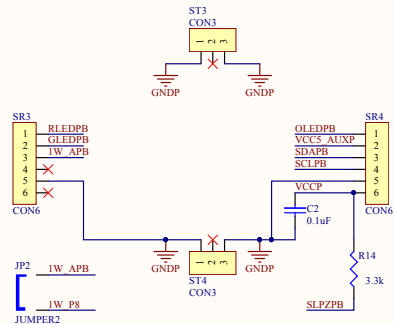 ST3
CON3
1 2 3
GNDP GNDP
SR3 SR4
RLEDPB OLEDPB
1 1
GLEDPB VCC5_AUXP
2 2
1W_APB SDAPB
3 3
SCLPB
4 4
5 5
VCCP
6 6
CON6 CON6
C2
0.1uF
1 2 3
GNDP GNDP
ST4
CON3
R14
3.3k
JP2
1W_APB
1W_P8
JUMPER2
SLPZPB